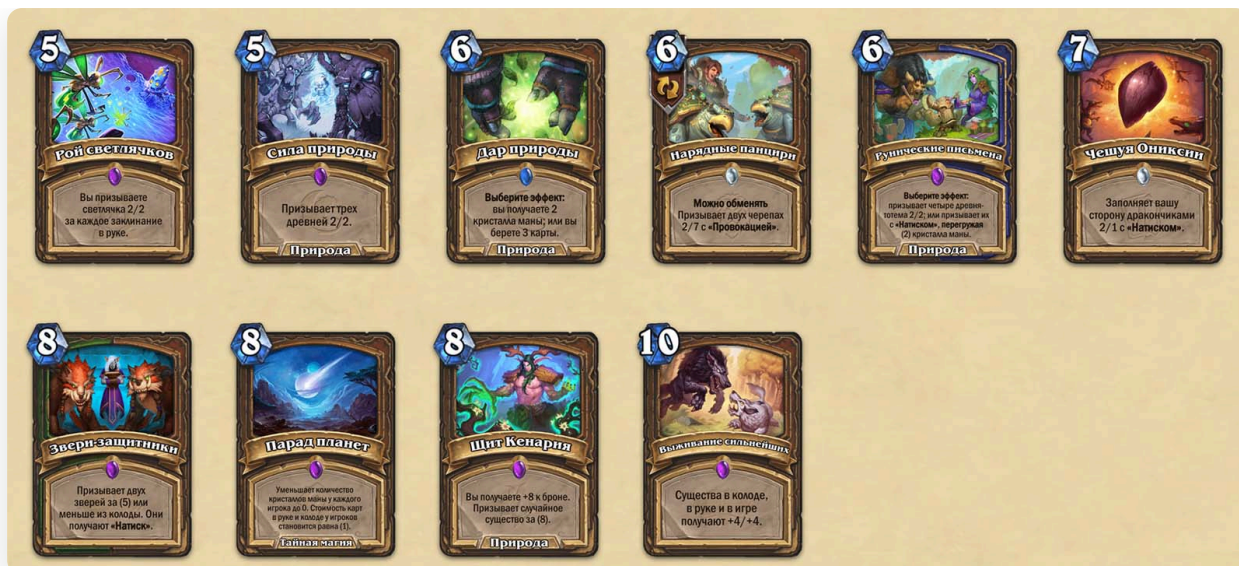 5
Рой светлячков
Вы призываете
светлячка 2/2
за каждое заклинание
в руке.
5
Сила природы
Призывает трех
древней 2/2.
Природа
6
Дар природы
Выберите эффект:
вы получаете 2
кристалла маны; или вы
берете 3 карты.
Природа
6
Нарядные панцири
Можно обменять
Призывает двух черепах
2/7 с «Провокацией».
6
Рунические письмена
Выберите эффект:
призывает четыре древня-
тотема 2/2; или призывает их
с «Натиском», перегружая
(2) кристалла маны.
Природа
7
Чешуя Ониксии
Заполняет вашу
сторону дракончиками
2/1 с «Натиском».
8
Звери-защитники
Призывает двух
зверей за (5) или
меньше из колоды. Они
получают «Натиск».
8
Парад планет
Уменьшает количество
кристаллов маны у каждого
игрока до 0. Стоимость карт
в руке и колоде у игроков
становится равна (1).
Тайная магия
8
Щит Кенария
Вы получаете +8 к броне.
Призывает случайное
существо за (8).
Природа
10
Выживание сильнейших
Существа в колоде,
в руке и в игре
получают +4/+4.